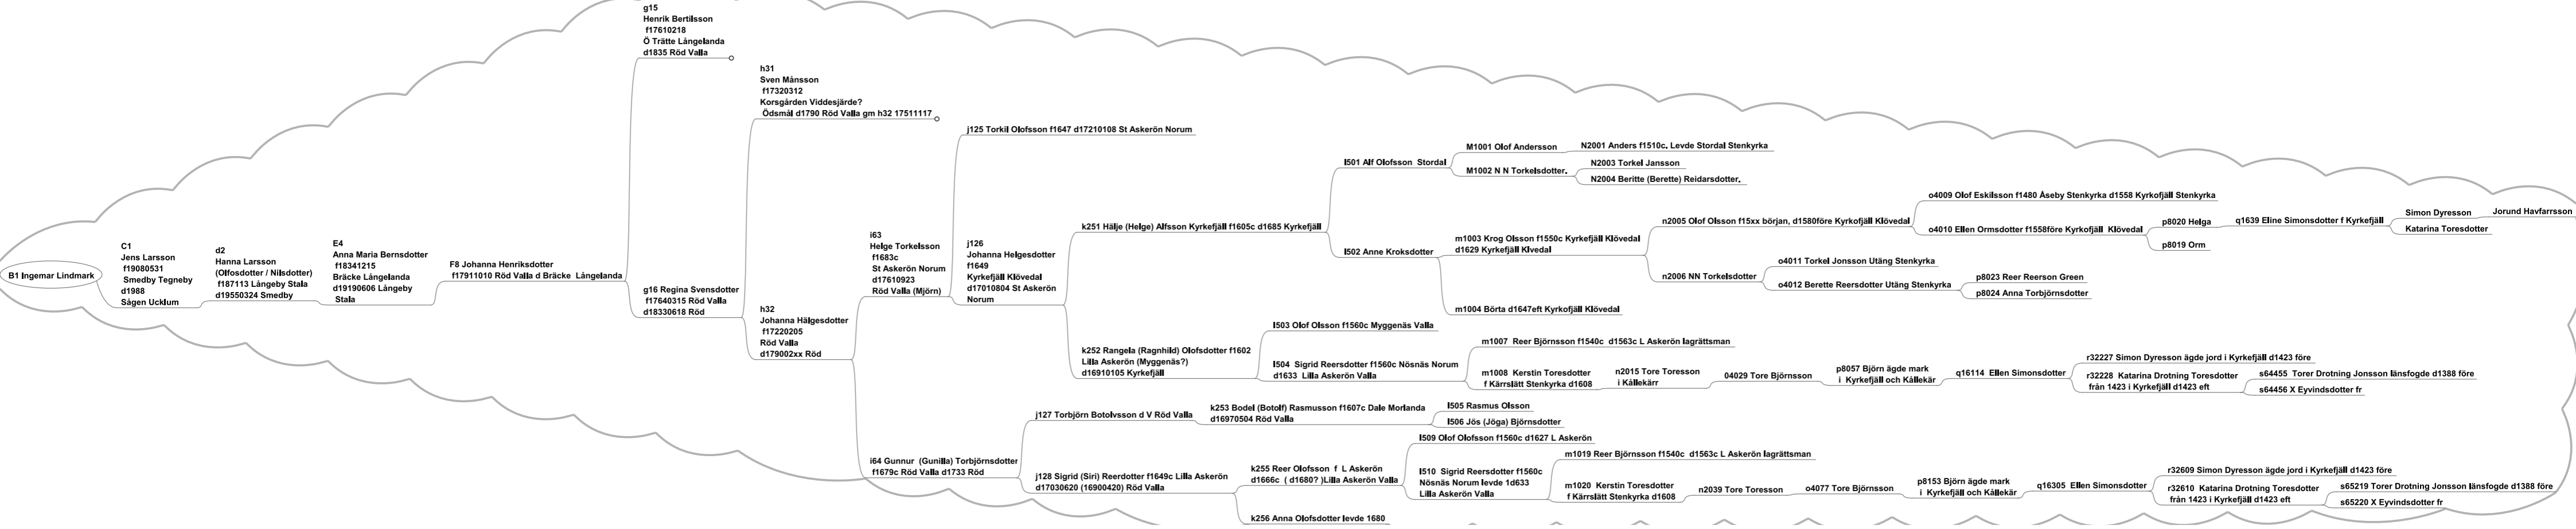 B1 Ingemar Lindmark
C1
Jens Larsson
f19080531
Smedby Tegneby
d1988
Sågen Ucklum
d2
Hanna Larsson
(Olfosdotter / Nilsdotter)
f187113 Långeby Stala
d19550324 Smedby
E4
Anna Maria Bernsdotter
f18341215
Bräcke Långelanda
d19190606 Långeby
Stala
F8 Johanna Henriksdotter
f17911010 Röd Valla d Bräcke Långelanda
g15
Henrik Bertilsson
f17610218
Ö Trätte Långelanda
d1835 Röd Valla
g16 Regina Svensdotter
f17640315 Röd Valla
d18330618 Röd
h31
Sven Månsson
f17320312
Korsgården Viddesjärde?
Ödsmål d1790 Röd Valla gm h32 17511117
h32
Johanna Hälgesdotter
f17220205
Röd Valla
d179002xx Röd
i63
Helge Torkelsson
f1683c
St Askerön Norum
d17610923
Röd Valla (Mjörn)
j125 Torkil Olofsson f1647 d17210108 St Askerön Norum
j126
Johanna Helgesdotter
f1649
Kyrkefjäll Klövedal
d17010804 St Askerön
Norum
k251 Hälje (Helge) Alfsson Kyrkefjäll f1605c d1685 Kyrkefjäll
l501 Alf Olofsson Stordal
M1001 Olof Andersson
N2001 Anders f1510c, Levde Stordal Stenkyrka
M1002 N N Torkelsdotter,
N2003 Torkel Jansson
N2004 Beritte (Berette) Reidarsdotter,
l502 Anne Kroksdotter
m1003 Krog Olsson f1550c Kyrkefjäll Klövedal
d1629 Kyrkefjäll Klvedal
n2005 Olof Olsson f15xx början, d1580före Kyrkofjäll Klövedal
o4009 Olof Eskilsson f1480 Åseby Stenkyrka d1558 Kyrkofjäll Stenkyrka
o4010 Ellen Ormsdotter f1558före Kyrkofjäll Klövedal
p8020 Helga
q1639 Eline Simonsdotter f Kyrkefjäll
Simon Dyresson
Jorund Havfarrsson
Katarina Toresdotter
p8019 Orm
n2006 NN Torkelsdotter
o4011 Torkel Jonsson Utäng Stenkyrka
o4012 Berette Reersdotter Utäng Stenkyrka
p8023 Reer Reerson Green
p8024 Anna Torbjörnsdotter
m1004 Börta d1647eft Kyrkofjäll Klövedal
k252 Rangela (Ragnhild) Olofsdotter f1602
Lilla Askerön (Myggenäs?)
d16910105 Kyrkefjäll
l503 Olof Olsson f1560c Myggenäs Valla
l504 Sigrid Reersdotter f1560c Nösnäs Norum
d1633 Lilla Askerön Valla
m1007 Reer Björnsson f1540c d1563c L Askerön lagrättsman
m1008 Kerstin Toresdotter
f Kärrslätt Stenkyrka d1608
n2015 Tore Toresson
i Kållekärr
04029 Tore Björnsson
p8057 Björn ägde mark
i Kyrkefjäll och Kållekär
q16114 Ellen Simonsdotter
r32227 Simon Dyresson ägde jord i Kyrkefjäll d1423 före
r32228 Katarina Drotning Toresdotter
från 1423 i Kyrkefjäll d1423 eft
s64455 Torer Drotning Jonsson länsfogde d1388 före
s64456 X Eyvindsdotter fr
i64 Gunnur (Gunilla) Torbjörnsdotter
f1679c Röd Valla d1733 Röd
j127 Torbjörn Botolvsson d V Röd Valla
k253 Bodel (Botolf) Rasmusson f1607c Dale Morlanda
d16970504 Röd Valla
l505 Rasmus Olsson
l506 Jös (Jöga) Björnsdotter
j128 Sigrid (Siri) Reerdotter f1649c Lilla Askerön
d17030620 (16900420) Röd Valla
k255 Reer Olofsson f L Askerön
d1666c ( d1680? )Lilla Askerön Valla
l509 Olof Olofsson f1560c d1627 L Askerön
l510 Sigrid Reersdotter f1560c
Nösnäs Norum levde 1d633
Lilla Askerön Valla
m1019 Reer Björnsson f1540c d1563c L Askerön lagrättsman
m1020 Kerstin Toresdotter
f Kärrslätt Stenkyrka d1608
n2039 Tore Toresson
o4077 Tore Björnsson
p8153 Björn ägde mark
i Kyrkefjäll och Kållekär
q16305 Ellen Simonsdotter
r32609 Simon Dyresson ägde jord i Kyrkefjäll d1423 före
r32610 Katarina Drotning Toresdotter
från 1423 i Kyrkefjäll d1423 eft
s65219 Torer Drotning Jonsson länsfogde d1388 före
s65220 X Eyvindsdotter fr
k256 Anna Olofsdotter levde 1680